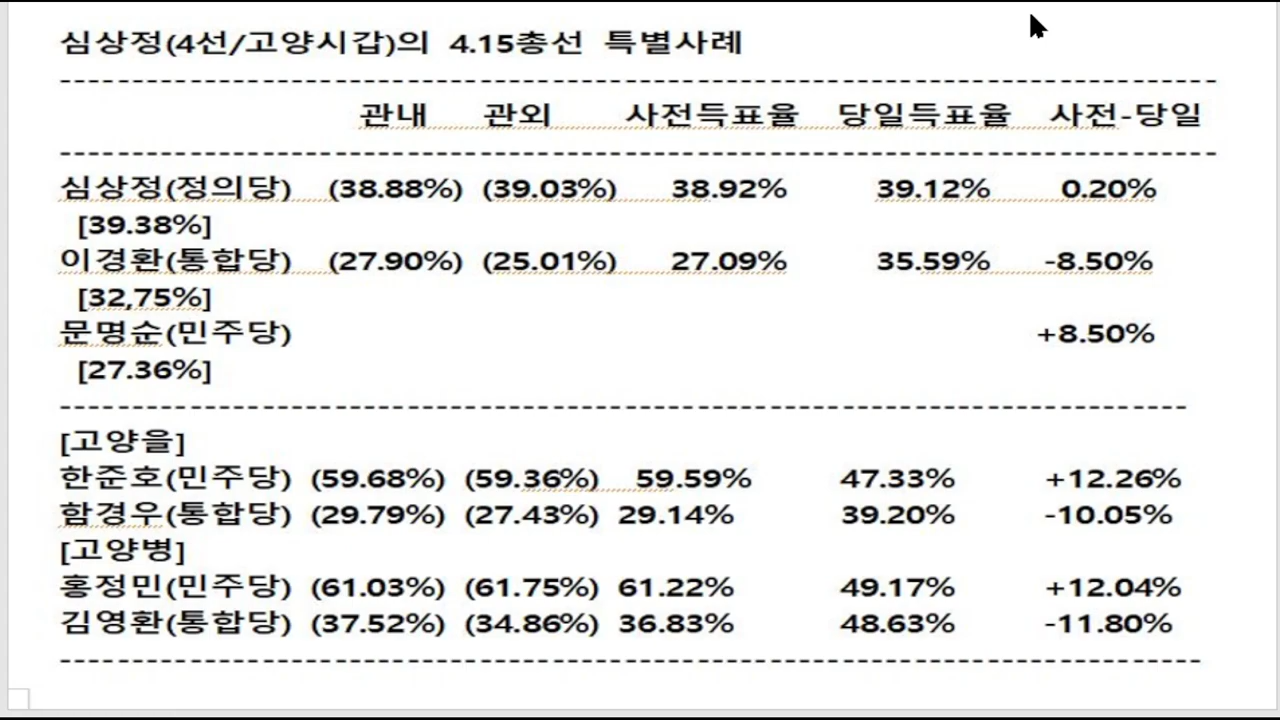 심상정(4선/고양시갑)의 4.15총선 특별사례
--------------------------------------------------------------------------------
관내 관외 사전득표율 당일득표율 사전-당일
--------------------------------------------------------------------------------
심상정(정의당) (38.88%) (39.03%) 38.92% 39.12% 0.20%
[39.38%]
이경환(통합당) (27.90%) (25.01%) 27.09% 35.59% -8.50%
[32,75%]
문명순(민주당) +8.50%
[27.36%]
------------------------------------------------------------------------------
[고양을]
한준호(민주당) (59.68%) (59.36%) 59.59% 47.33% +12.26%
함경우(통합당) (29.79%) (27.43%) 29.14% 39.20% -10.05%
[고양병]
홍정민(민주당) (61.03%) (61.75%) 61.22% 49.17% +12.04%
김영환(통합당) (37.52%) (34.86%) 36.83% 48.63% -11.80%
-------------------------------------------------------------------------------